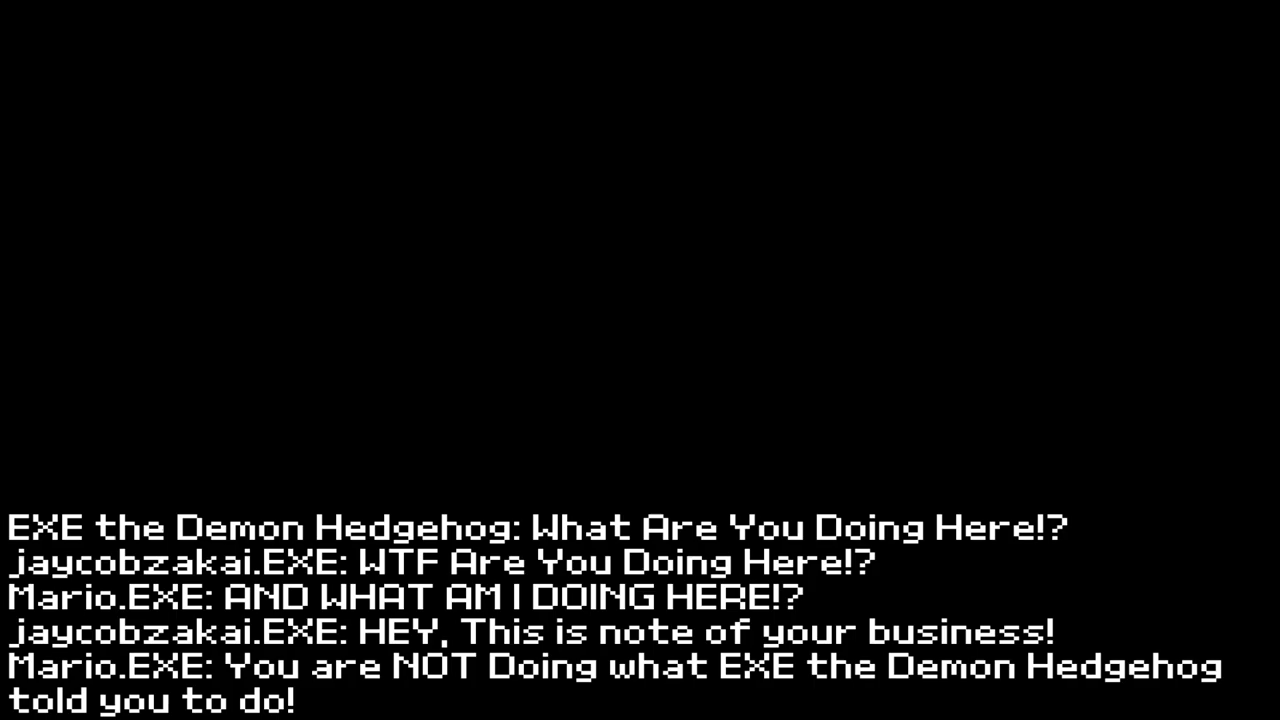 EXE the Demon Hedgehog: What Are You Doing Here!?
jaycobzakai.EXE: WTF Are You Doing Here!?
Mario.EXE: AND WHAT AM I DOING HERE!?
jaycobzakai.EXE: HEY, This is note of your business!
Mario.EXE: You are NOT Doing what EXE the Demon Hedgehog
told you to do!